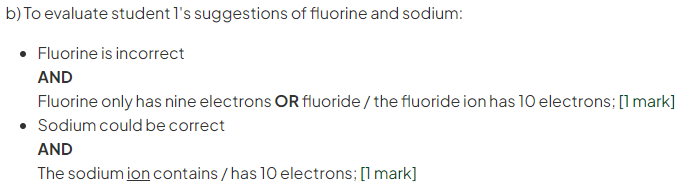 b) To evaluate student 1's suggestions of fluorine and sodium:
• Fluorine is incorrect
AND
Fluorine only has nine electrons OR fluoride / the fluoride ion has 10 electrons; [1 mark]
• Sodium could be correct
AND
The sodium ion contains / has 10 electrons; [1 mark]